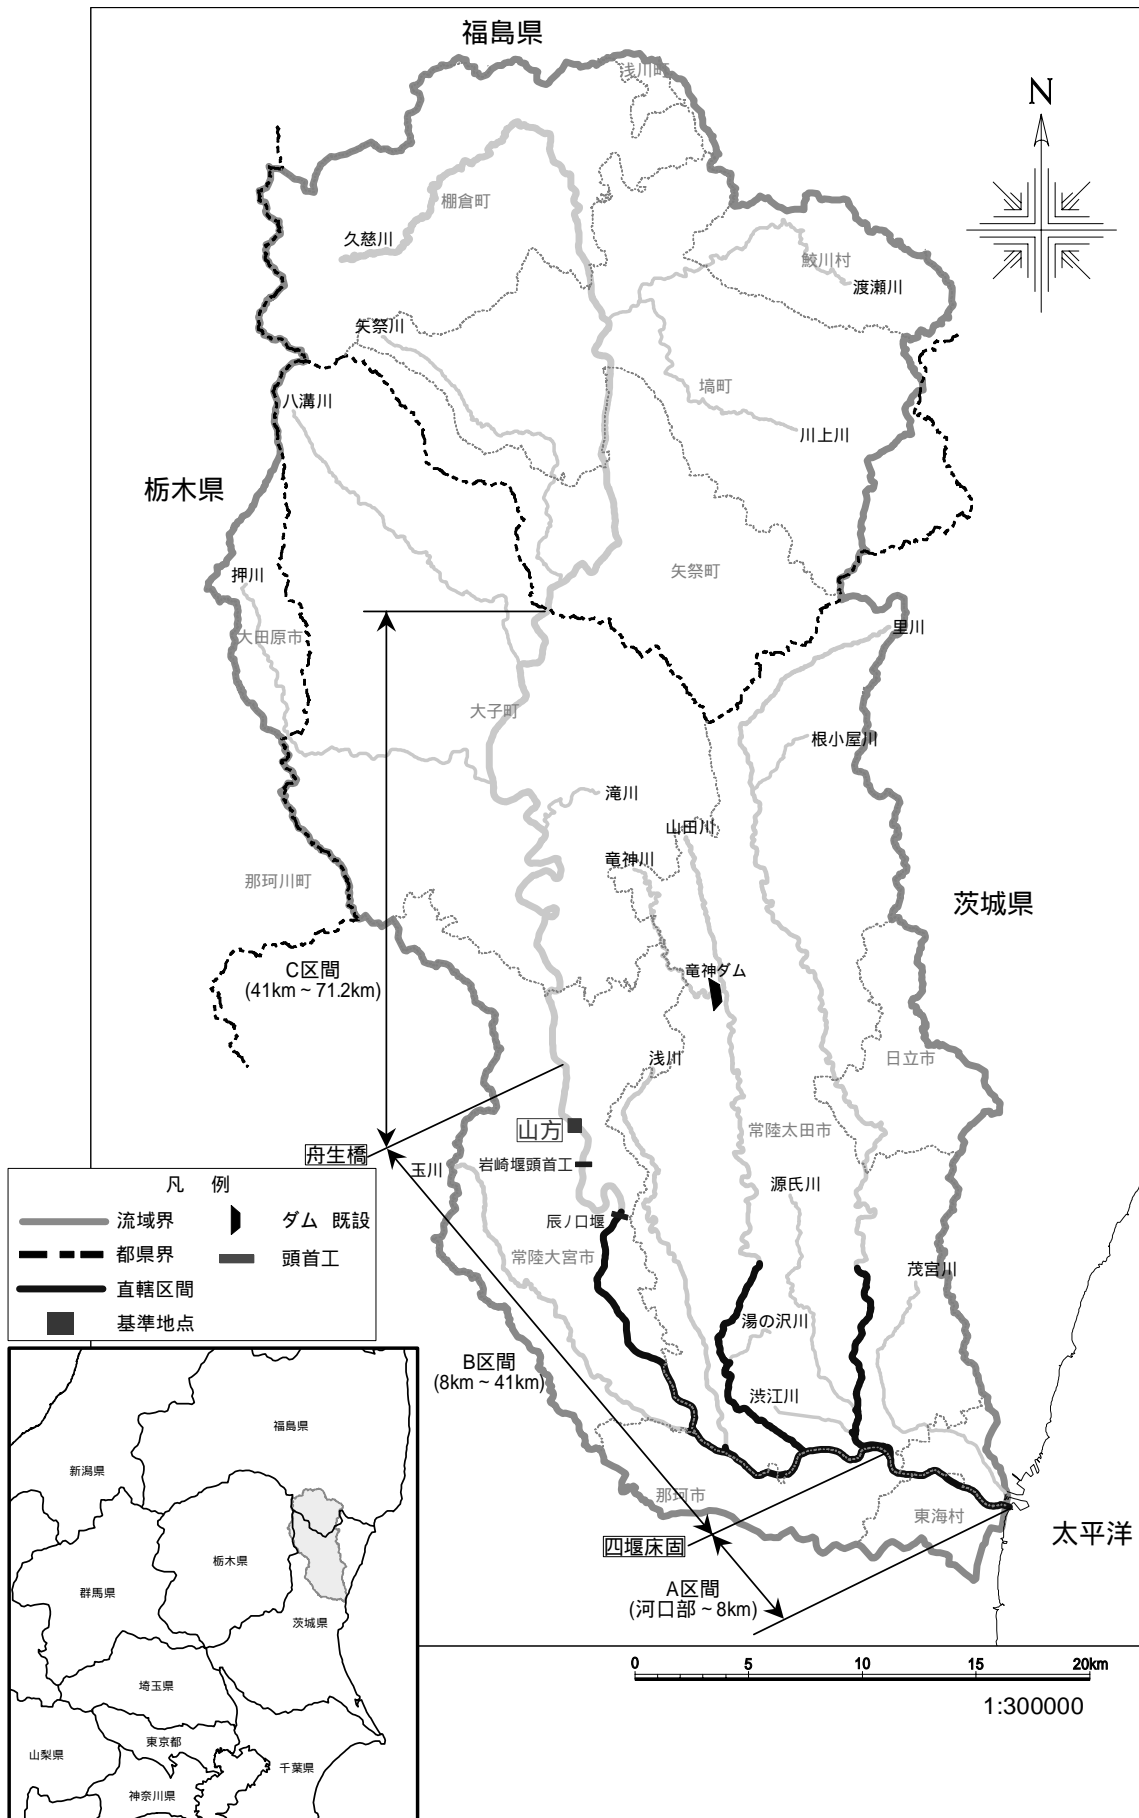 福島県
浅川町
N
棚倉町
久慈川
鮫川村
渡瀬川
矢祭川
塙町
八溝川
川上川
栃木県
矢祭町
押川
大田原市
里川
大子町
根小屋川
滝川
山田川
竜神川
那珂川町
茨城県
C区間
(41km~71.2km)
竜神ダム
浅川
日立市
山方
常陸太田市
舟生橋
玉川
岩崎堰頭首工
源氏川
凡 例
流域界
ダム 既設
都県界
頭首工
直轄区間
基準地点
辰ノ口堰
常陸大宮市
茂宮川
湯の沢川
B区間
(8km~41km)
渋江川
那珂市
東海村
四堰床固
太平洋
A区間
(河口部~8km)
福島県
新潟県
栃木県
群馬県
茨城県
埼玉県
東京都
山梨県
千葉県
神奈川県
0 5 10 15 20km
1:300000